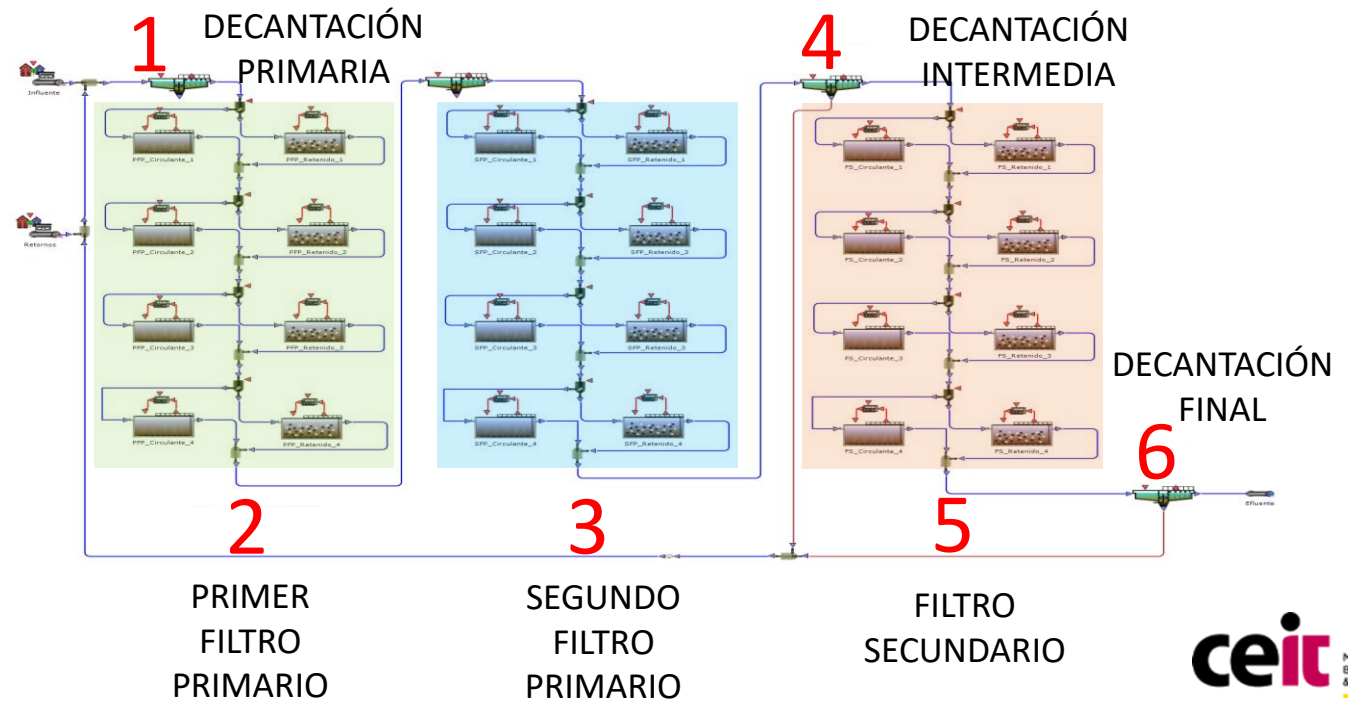 1
DECANTACIÓN
PRIMARIA
4
DECANTACIÓN
INTERMEDIA
Influente
Retornos
PFP_Circulante_1
PFP_Retenido_1
PFP_Circulante_2
PFP_Retenido_2
PFP_Circulante_3
PFP_Retenido_3
PFP_Circulante_4
PFP_Retenido_4
SFP_Circulante_1
SFP_Retenido_1
SFP_Circulante_2
SFP_Retenido_2
SFP_Circulante_3
SFP_Retenido_3
SFP_Circulante_4
SFP_Retenido_4
FS_Circulante_1
FS_Retenido_1
FS_Circulante_2
FS_Retenido_2
FS_Circulante_3
FS_Retenido_3
FS_Circulante_4
FS_Retenido_4
DECANTACIÓN
FINAL
6
Efluente
2
3
5
PRIMER
FILTRO
PRIMARIO
SEGUNDO
FILTRO
PRIMARIO
FILTRO
SECUNDARIO
ceit